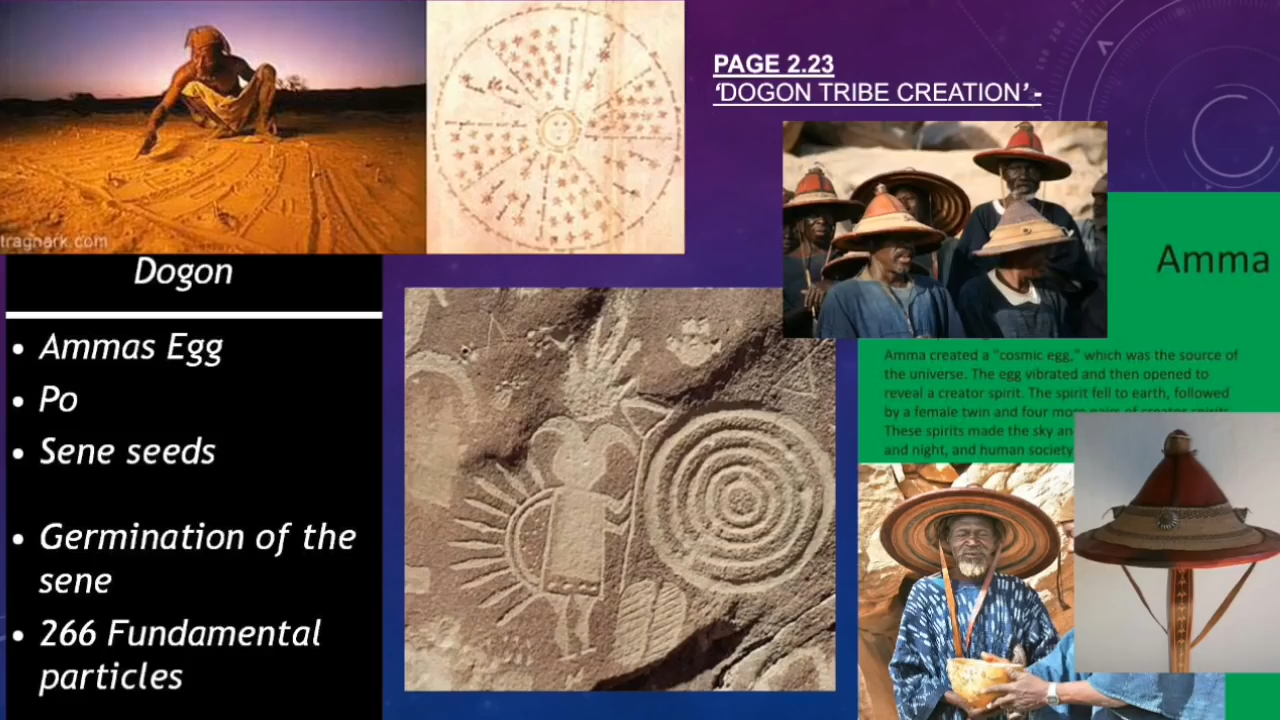 PAGE 2.23
‘DOGON TRIBE CREATION’ -
tragnark.com
Dogon
• Ammas Egg
• Po
• Sene seeds
• Germination of the
sene
• 266 Fundamental
particles
Amma
Amma created a "cosmic egg," which was the source of
the universe. The egg vibrated and then opened to
reveal a creator spirit. The spirit fell to earth, followed
by a female twin and four more pairs of creator spirits.
These spirits made the sky
and night, and human society